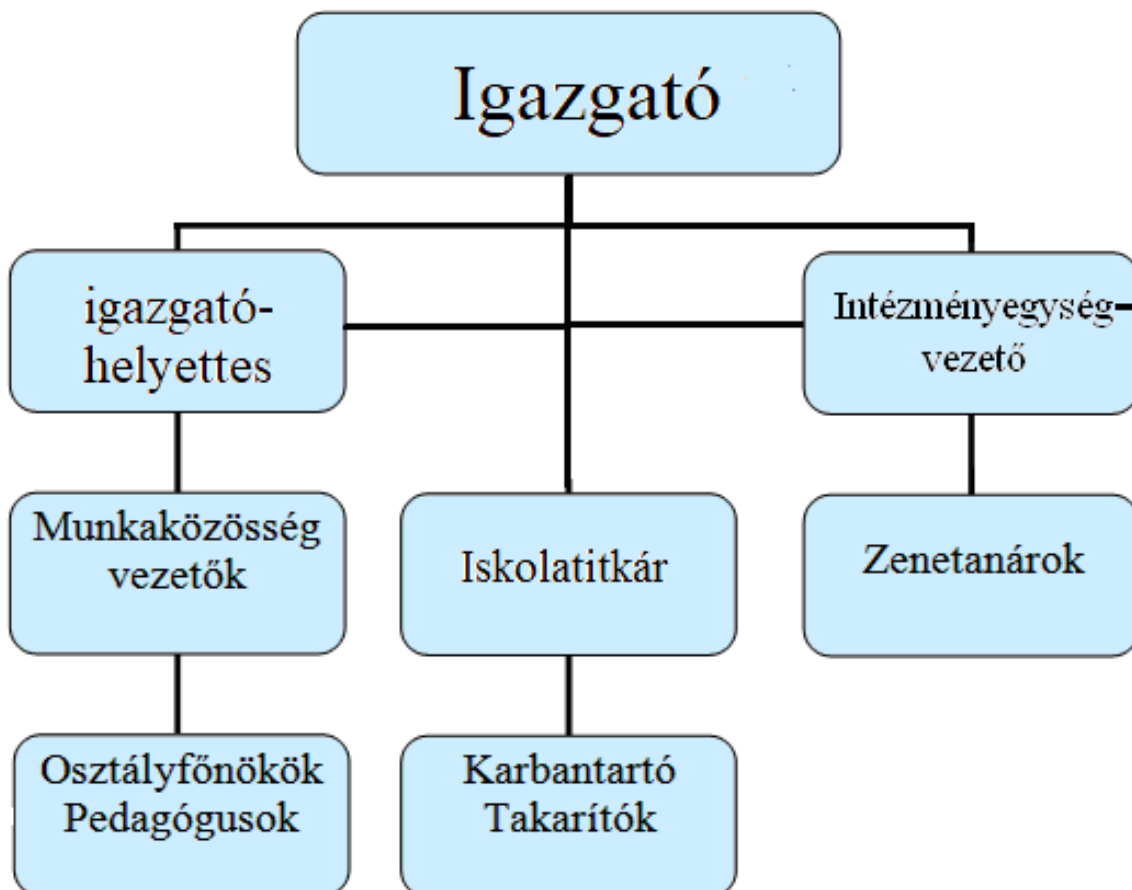 Igazgató
igazgató-
helyettes
Intézményegység-
vezető
Munkaközösség
vezetők
Iskolatitkár
Zenetanárok
Osztályfőnökök
Pedagógusok
Karbantartó
Takarítók